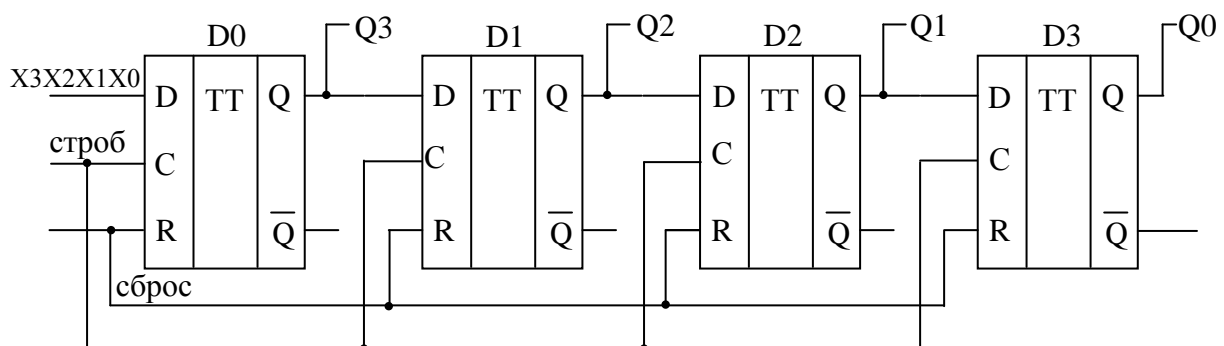 D0 Q3 D1 Q2 D2 Q1 D3 Q0
X3X2X1X0 D TT Q D TT Q D TT Q D TT Q
строб C C C C
R Q R Q R Q R Q
сброс